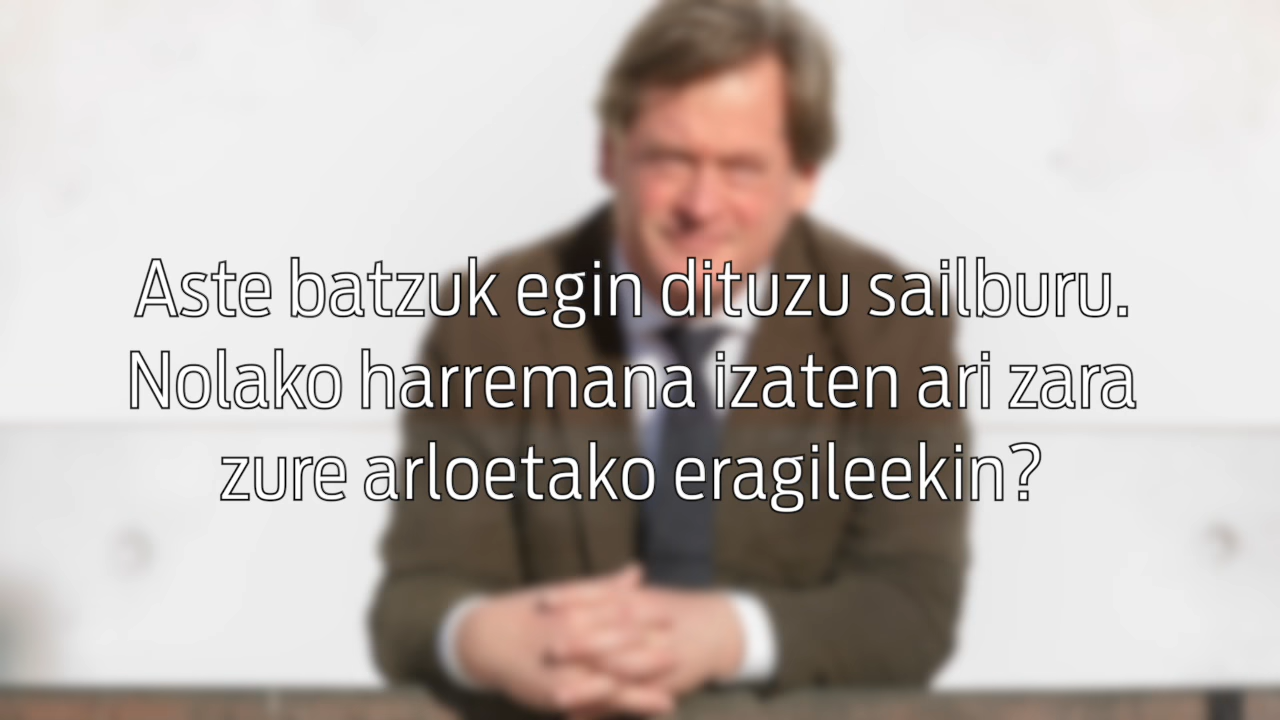 Aste batzuk egin dituzu sailburu.
Nolako harremana izaten ari zara
zure arloetako eragileekin?